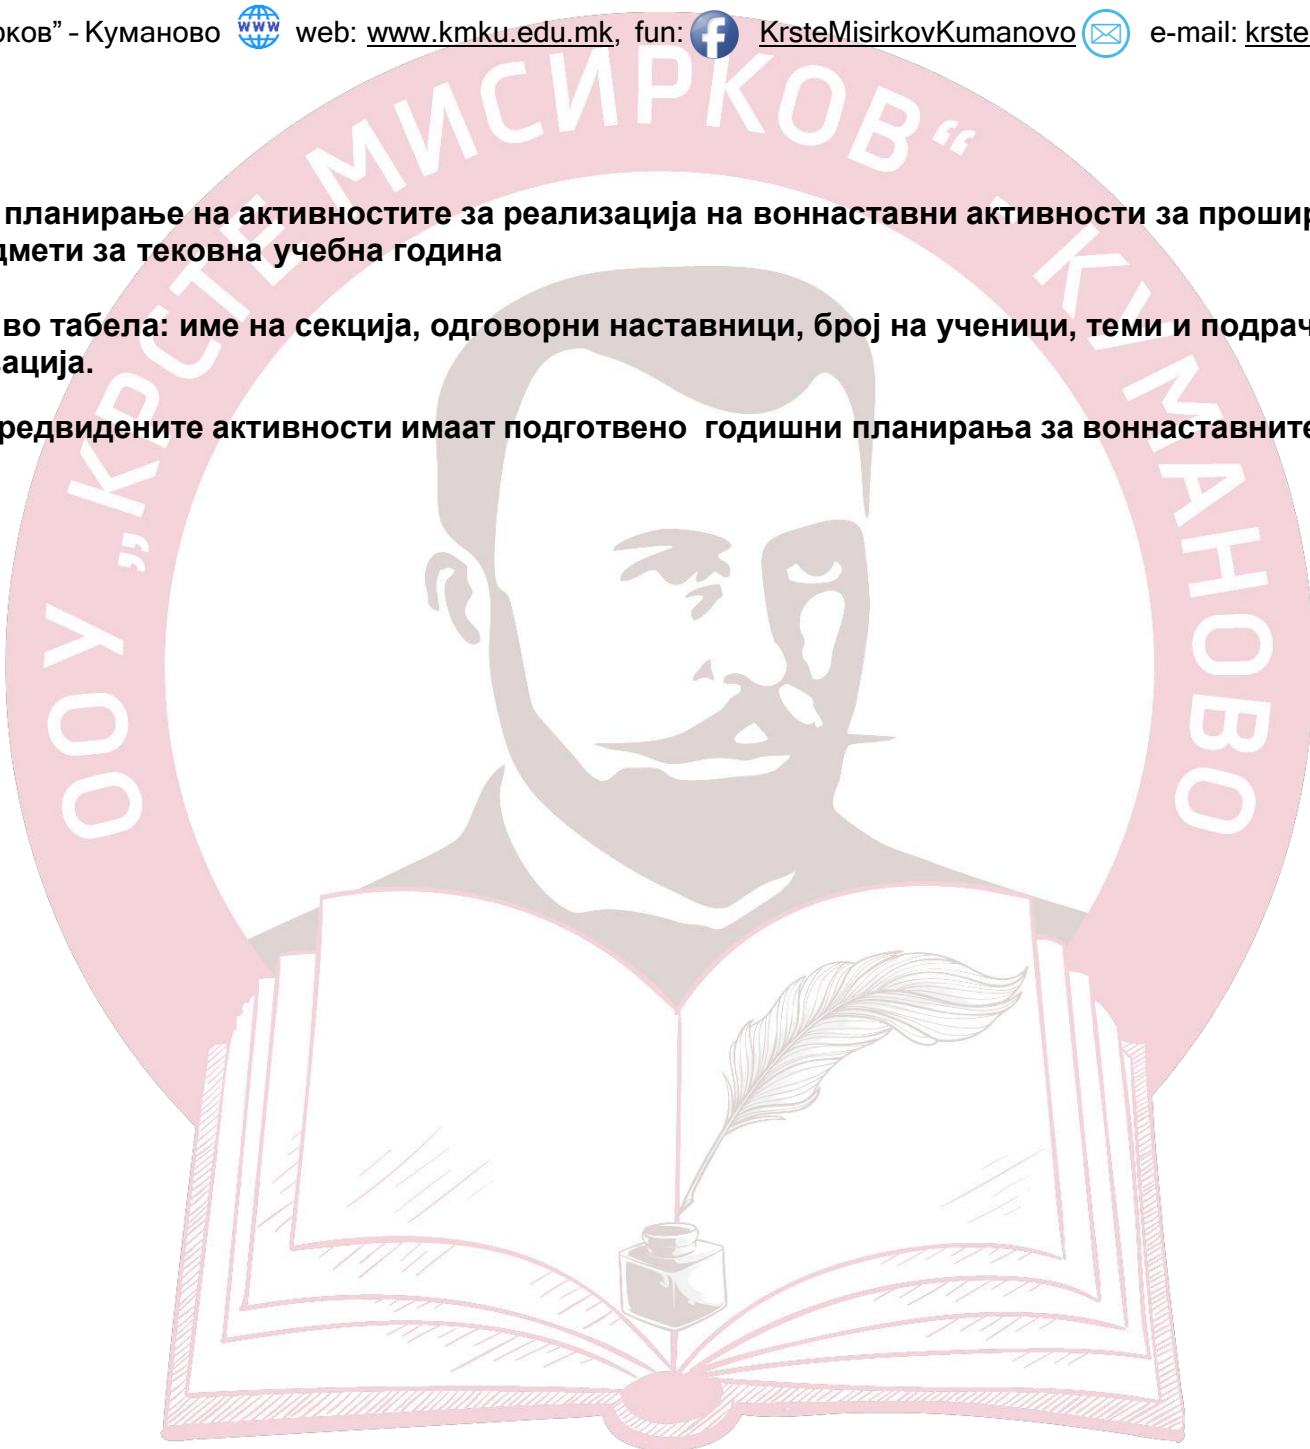 рков” – Куманово www web: www.kmku.edu.mk, fun: f KrsteMisirkovKumanovo e-mail: krste
планирање на активностите за реализација на воннаставни активности за прошир
дмети за тековна учебна година
во табела: име на секција, одговорни наставници, број на ученици, теми и подрач
ација.
редвидените активности имаат подготвено годишни планирања за воннаставните
ООУ „КРСТЕ МИСИРКОВ“ - КУМАНОВО